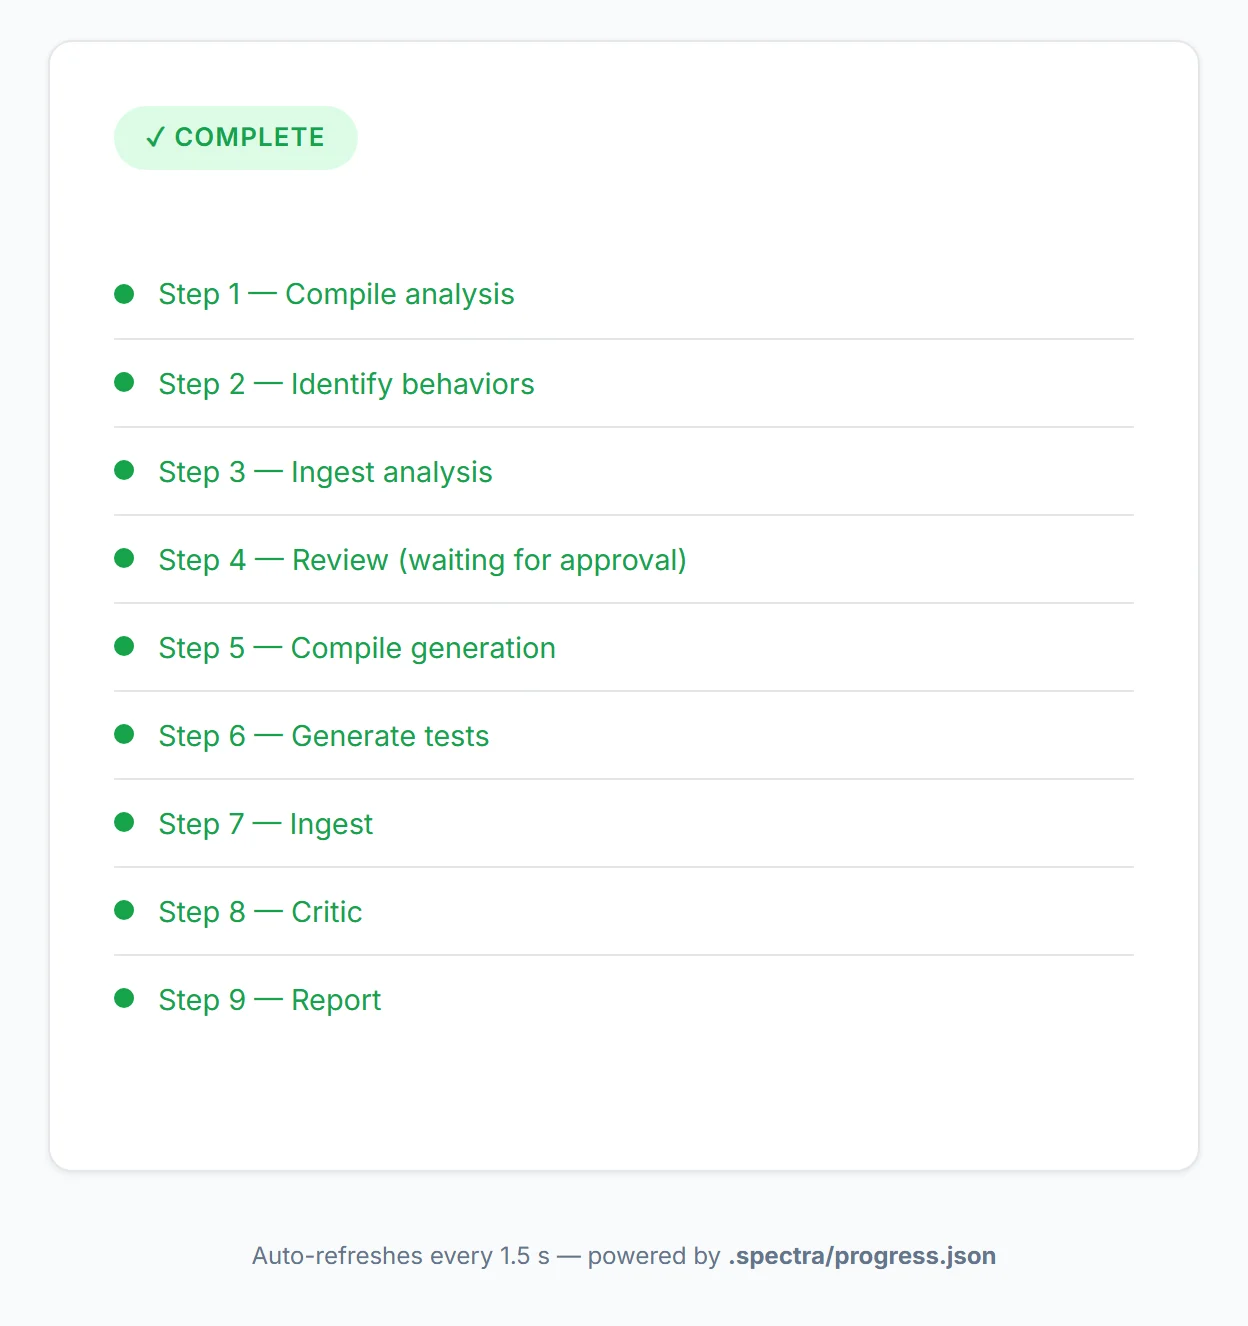 ✓ COMPLETE
Step 1 — Compile analysis
Step 2 — Identify behaviors
Step 3 — Ingest analysis
Step 4 — Review (waiting for approval)
Step 5 — Compile generation
Step 6 — Generate tests
Step 7 — Ingest
Step 8 — Critic
Step 9 — Report
Auto-refreshes every 1.5 s — powered by .spectra/progress.json